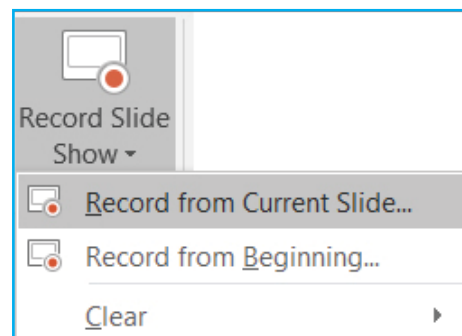 Record Slide
Show
Record from Current Slide...
Record from Beginning...
Clear